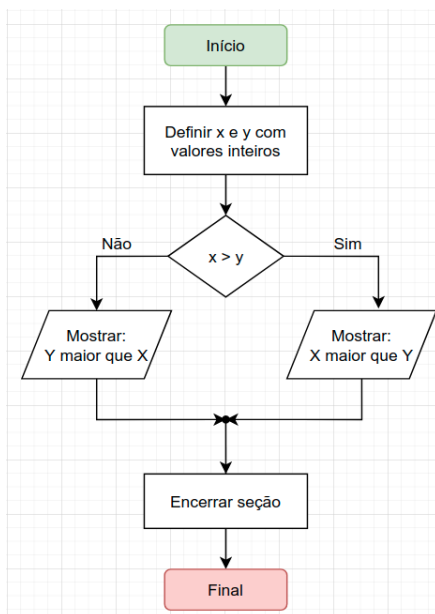 Início
Definir x e y com
valores inteiros
Não
x > y
Sim
Mostrar:
Y maior que X
Mostrar:
X maior que Y
Encerrar seção
Final